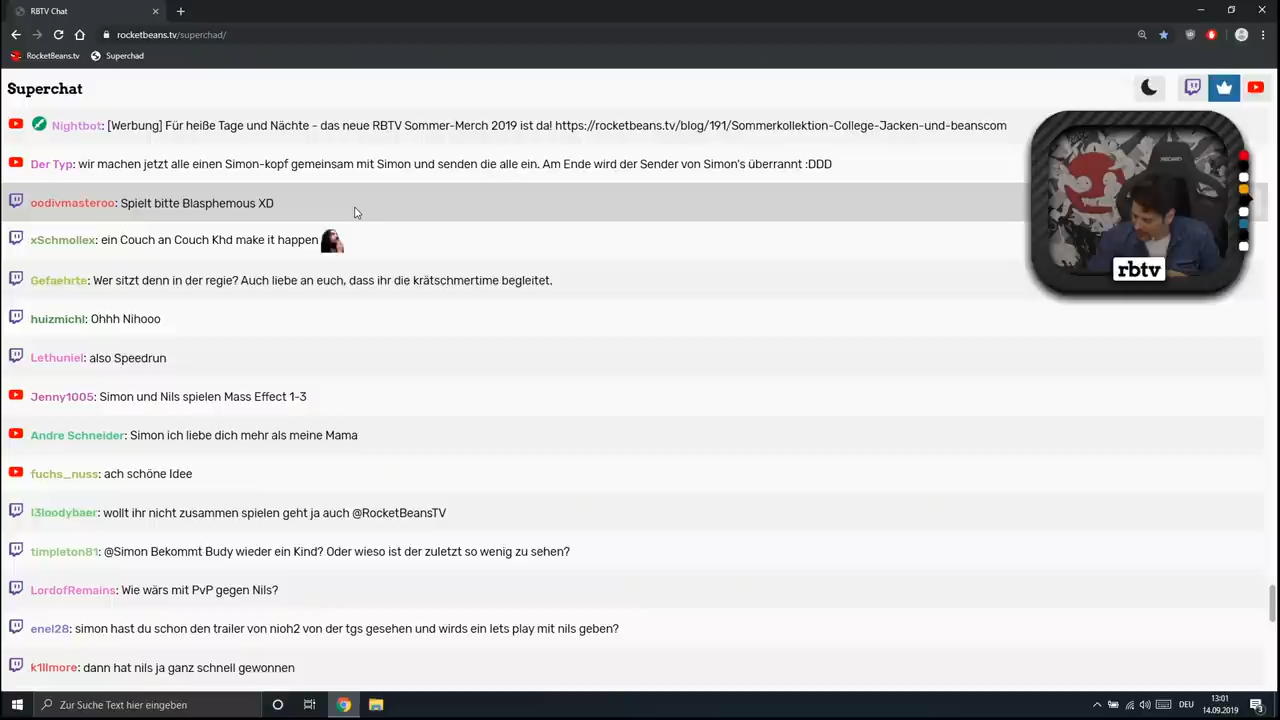 RBTV Chat
rocketbeans.tv/superchad/
RocketBeans.TV Superchad
Superchat
Nightbot: [Werbung] Für heiße Tage und Nächte - das neue RBTV Sommer-Merch 2019 ist da! https://rocketbeans.tv/blog/191/Sommerkollektion-College-Jacken-und-beanscom
Der Typ: wir machen jetzt alle einen Simon-kopf gemeinsam mit Simon und senden die alle ein. Am Ende wird der Sender von Simon's überrannt :DDD
oodivmasteroo: Spielt bitte Blasphemous XD
xSchmollex: ein Couch an Couch Khd make it happen
Gefaehrte: Wer sitzt denn in der regie? Auch liebe an euch, dass ihr die krätschmertime begleitet.
huizmichl: Ohhh Nihooo
Lethuniel: also Speedrun
Jenny1005: Simon und Nils spielen Mass Effect 1-3
Andre Schneider: Simon ich liebe dich mehr als meine Mama
fuchs_nuss: ach schöne Idee
l3loodybaer: wollt ihr nicht zusammen spielen geht ja auch @RocketBeansTV
timpleton81: @Simon Bekommt Budy wieder ein Kind? Oder wieso ist der zuletzt so wenig zu sehen?
LordofRemains: Wie wärs mit PvP gegen Nils?
enel28: simon hast du schon den trailer von nioh2 von der tgs gesehen und wirds ein lets play mit nils geben?
k1llmore: dann hat nils ja ganz schnell gewonnen
rbtv
Zur Suche Text hier eingeben
DEU
13:01
14.09.2019